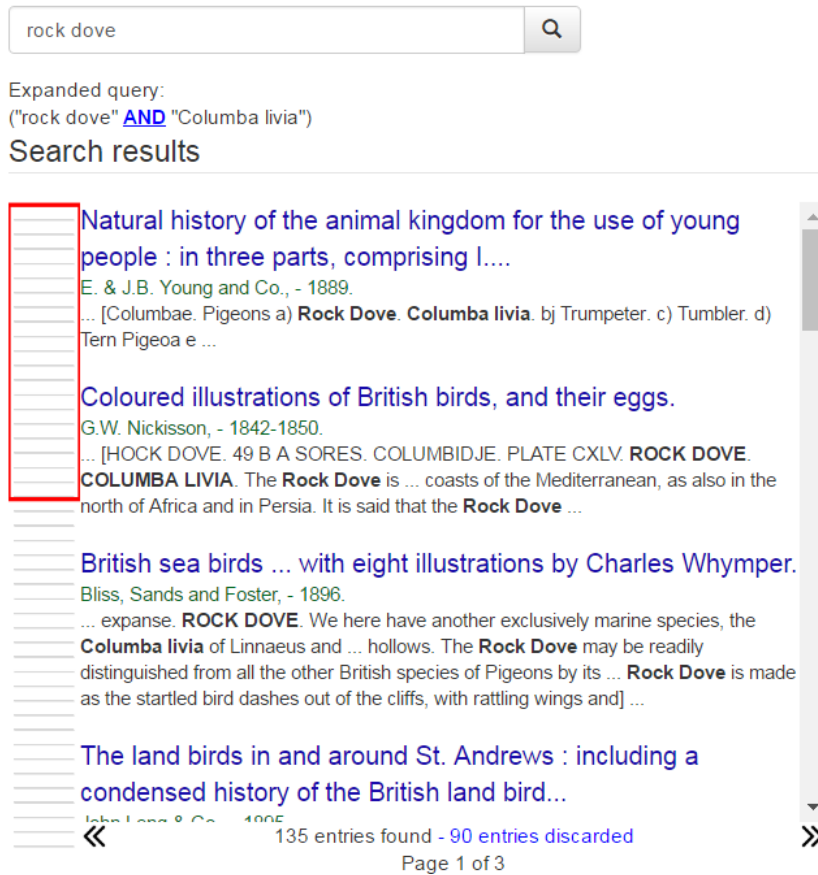 rock dove
Expanded query:
("rock dove" AND "Columba livia")
Search results
Natural history of the animal kingdom for the use of young
people : in three parts, comprising I....
E. & J.B. Young and Co., - 1889.
... [Columbae. Pigeons a) Rock Dove. Columba livia. bj Trumpeter. c) Tumbler. d)
Tern Pigeoa e ...
Coloured illustrations of British birds, and their eggs.
G.W. Nickisson, - 1842-1850.
... [HOCK DOVE. 49 B A SORES. COLUMBIDJE. PLATE CXLV. ROCK DOVE.
COLUMBA LIVIA. The Rock Dove is ... coasts of the Mediterranean, as also in the
north of Africa and in Persia. It is said that the Rock Dove ...
British sea birds ... with eight illustrations by Charles Whymper.
Bliss, Sands and Foster, - 1896.
... expanse. ROCK DOVE. We here have another exclusively marine species, the
Columba livia of Linnaeus and ... hollows. The Rock Dove may be readily
distinguished from all the other British species of Pigeons by its ... Rock Dove is made
as the startled bird dashes out of the cliffs, with rattling wings and] ...
The land birds in and around St. Andrews : including a
condensed history of the British land bird...
John Long & Co., - 1895.
135 entries found - 90 entries discarded
Page 1 of 3